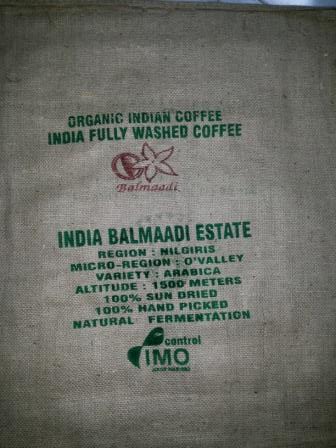 ORGANIC INDIAN COFFEE
INDIA FULLY WASHED COFFEE
Balmaadi
INDIA BALMAADI ESTATE
REGION : NILGIRIS
MICRO-REGION : O'VALLEY
VARIETY : ARABICA
ALTITUDE : 1500 METERS
100% SUN DRIED
100% HAND PICKED
NATURAL FERMENTATION
control
IMO